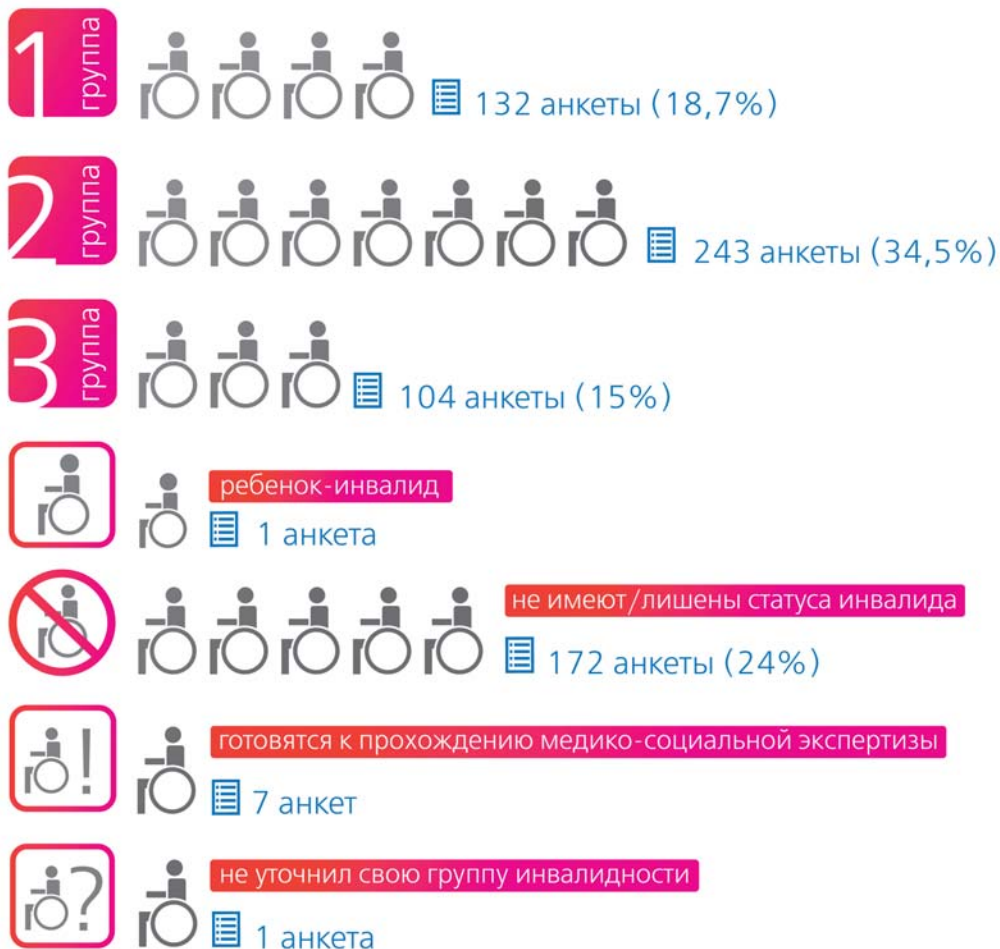 1 группа
132 анкеты (18,7%)
2 группа
243 анкеты (34,5%)
3 группа
104 анкеты (15%)
ребенок-инвалид
1 анкета
не имеют/лишены статуса инвалида
172 анкеты (24%)
!
готовятся к прохождению медико-социальной экспертизы
7 анкет
?
не уточнил свою группу инвалидности
1 анкета